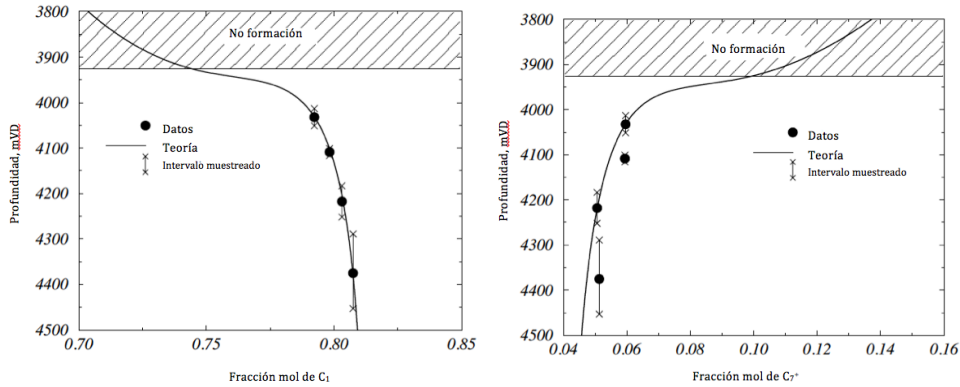 3800
3900
4000
4100
4200
4300
4400
4500
Profundidad, mVD
No formación
Datos
Teoría
Intervalo muestreado
0.70
0.75
0.80
0.85
Fracción mol de C₁
3800
3900
4000
4100
4200
4300
4400
4500
Profundidad, mVD
No formación
Datos
Teoría
Intervalo muestreado
0.04
0.06
0.08
0.10
0.12
0.14
0.16
Fracción mol de C₇⁺